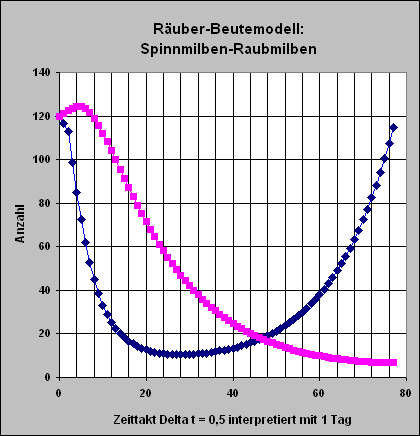 Räuber-Beutemodell:
Spinnmilben-Raubmilben
140
120
100
80
60
40
20
0
Anzahl
0 20 40 60 80
Zeittakt Delta t = 0,5 interpretiert mit 1 Tag